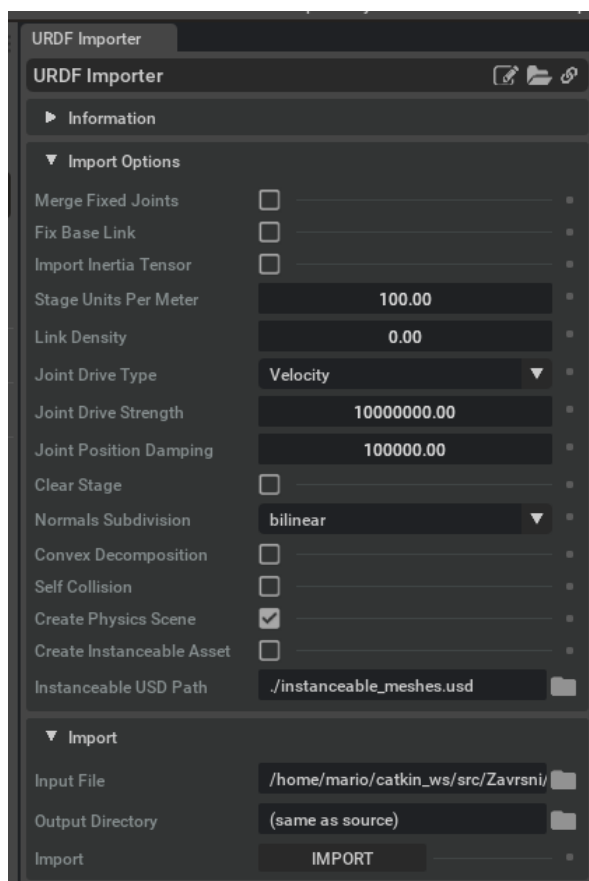 URDF Importer
URDF Importer
Information
Import Options
Merge Fixed Joints
Fix Base Link
Import Inertia Tensor
Stage Units Per Meter 100.00
Link Density 0.00
Joint Drive Type Velocity
Joint Drive Strength 10000000.00
Joint Position Damping 100000.00
Clear Stage
Normals Subdivision bilinear
Convex Decomposition
Self Collision
Create Physics Scene
Create Instanceable Asset
Instanceable USD Path ./instanceable_meshes.usd
Import
Input File /home/mario/catkin_ws/src/Zavrsni/
Output Directory (same as source)
Import IMPORT